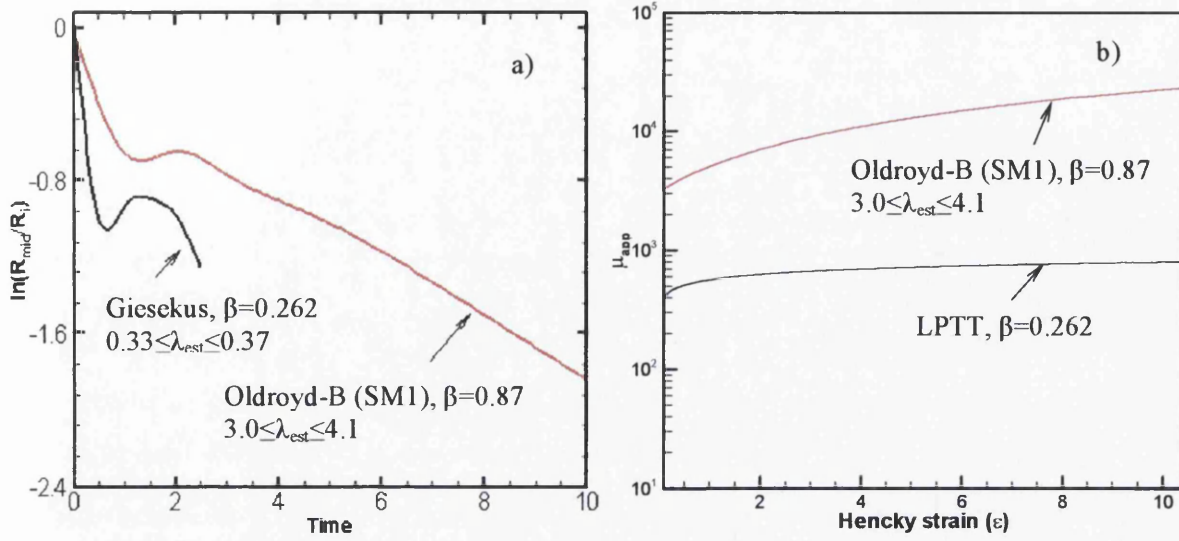 a)
ln(R_mid/R_i)
0
-0.8
-1.6
-2.4
Giesekus, β=0.262
0.33≤λ_est≤0.37
Oldroyd-B (SM1), β=0.87
3.0≤λ_est≤4.1
0 2 4 6 8 10
Time
b)
μ_app
10^5
10^4
10^3
10^2
10^1
Oldroyd-B (SM1), β=0.87
3.0≤λ_est≤4.1
LPTT, β=0.262
2 4 6 8 10
Hencky strain (ε)